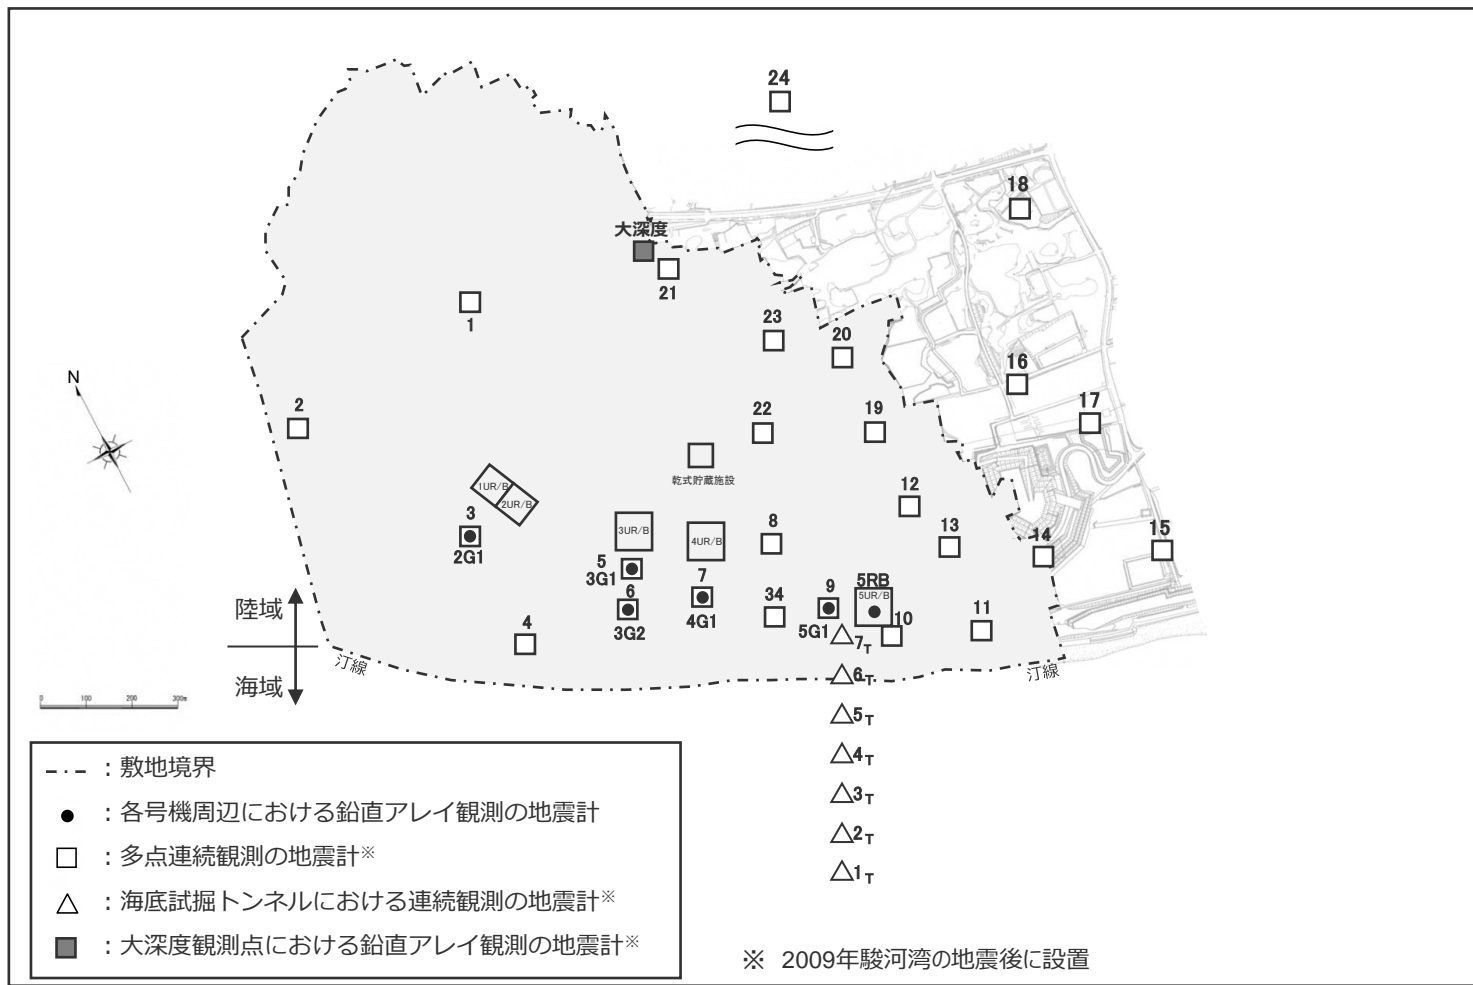 24
18
大深度
21
1
23
20
16
17
2
22
19
N
乾式貯蔵施設
1UR/B
2UR/B
12
3
2G1
3UR/B
4UR/B
8
13
14
15
5
3G1
7
4G1
9
5G1
5RB
5UR/B
6
3G2
34
10
11
4
陸域
海域
汀線
汀線
7T
6T
5T
4T
3T
2T
1T
0 100 200 300m
：敷地境界
：各号機周辺における鉛直アレイ観測の地震計
：多点連続観測の地震計※
：海底試掘トンネルにおける連続観測の地震計※
：大深度観測点における鉛直アレイ観測の地震計※
※ 2009年駿河湾の地震後に設置